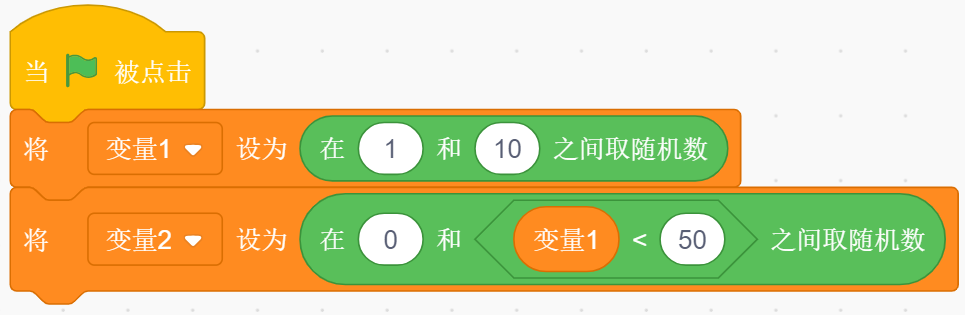 当 被点击
将 变量1 设为 在 1 和 10 之间取随机数
将 变量2 设为 在 0 和 变量1 < 50 之间取随机数